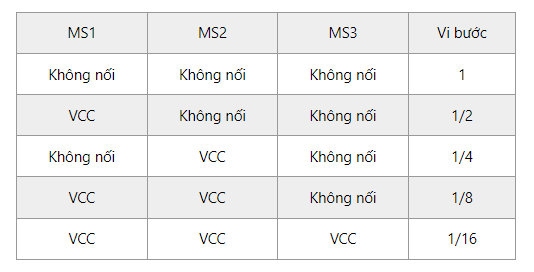 MS1 MS2 MS3 Vi bước
Không nối Không nối Không nối 1
VCC Không nối Không nối 1/2
Không nối VCC Không nối 1/4
VCC VCC Không nối 1/8
VCC VCC VCC 1/16